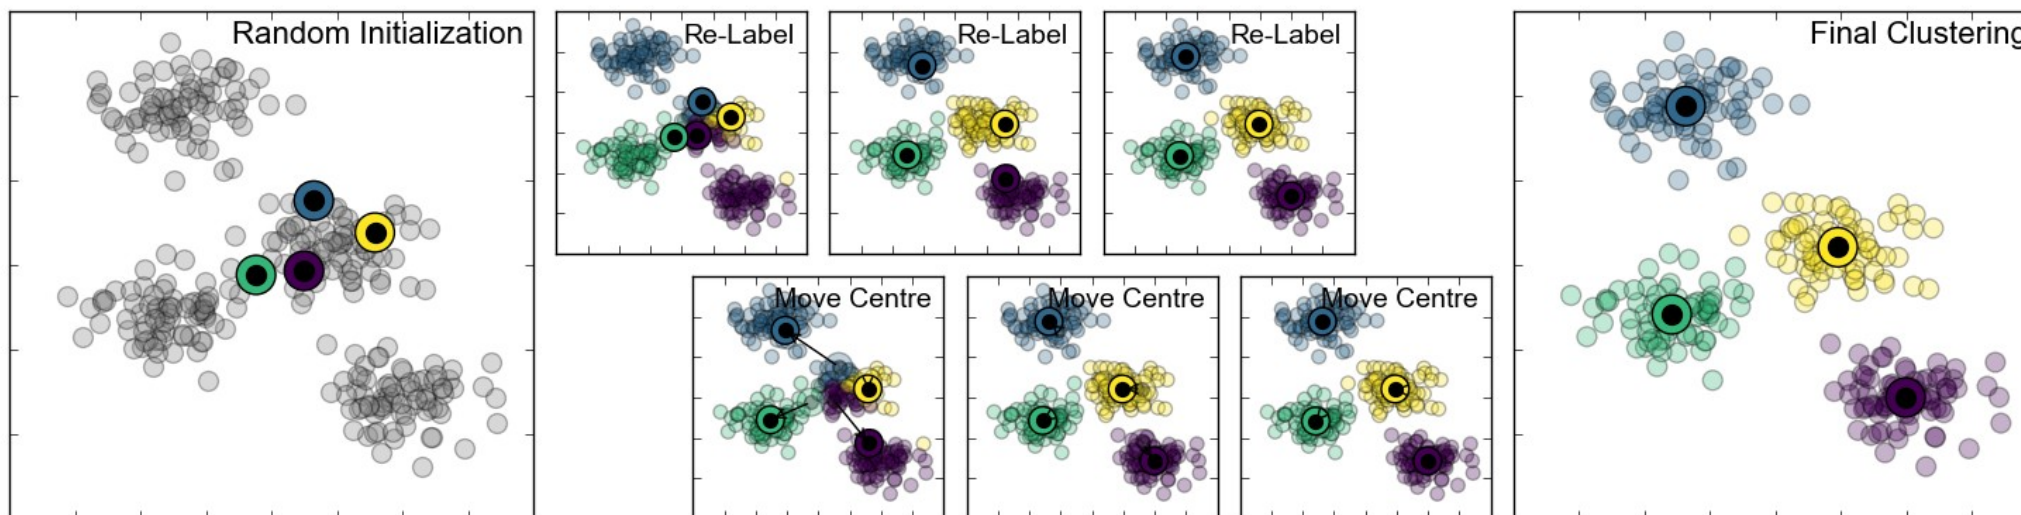 Random Initialization
Re-Label
Re-Label
Re-Label
Move Centre
Move Centre
Move Centre
Final Clustering